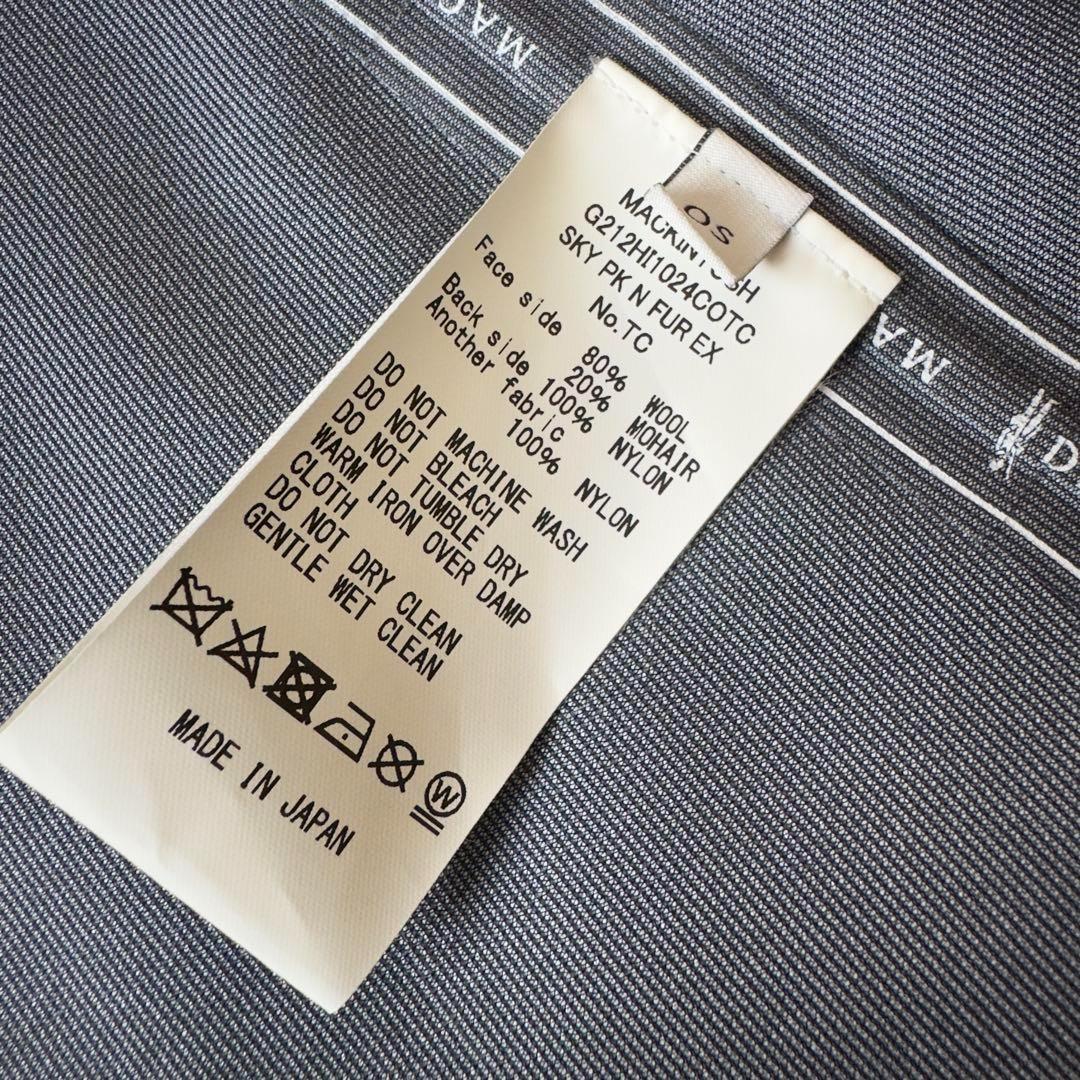 MAC
OS
MACKINTOSH
G212HI1024COTC
SKY PK N FUR EX
No.TC
Face side 80% WOOL
20% MOHAIR
Back side 100% NYLON
Another fabric
100% NYLON
DO NOT MACHINE WASH
DO NOT BLEACH
DO NOT TUMBLE DRY
WARM IRON OVER DAMP
CLOTH
DO NOT DRY CLEAN
GENTLE WET CLEAN
W
MADE IN JAPAN
MA
D